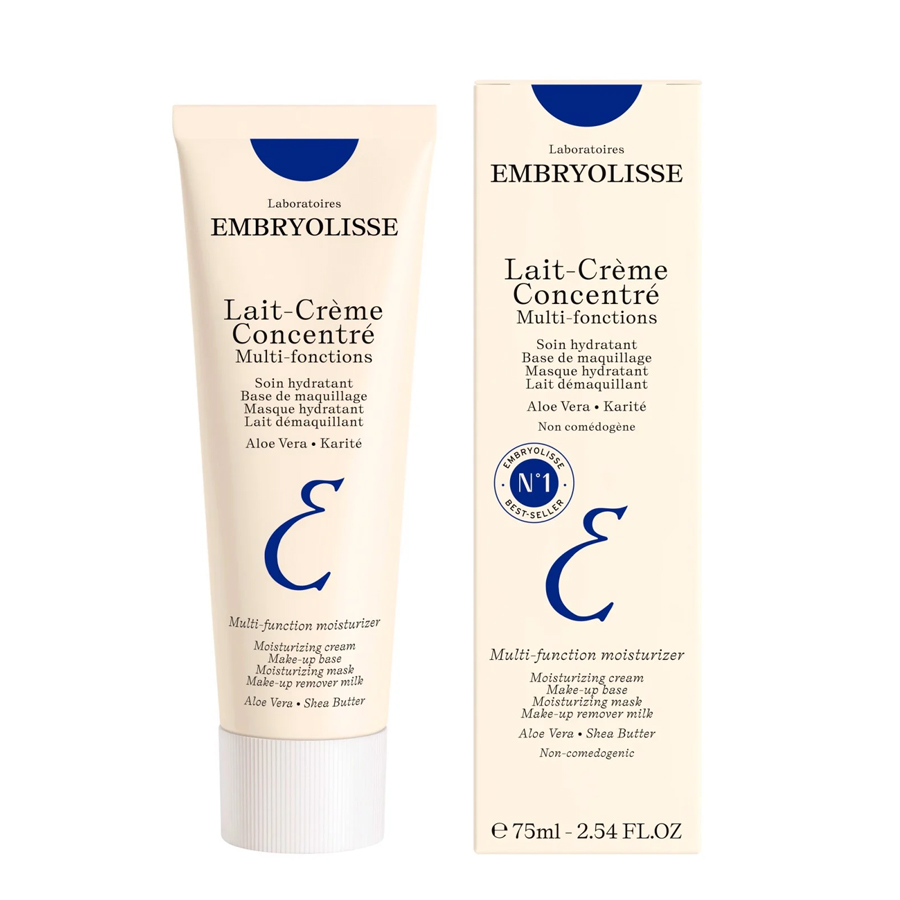 Laboratoires
EMBRYOLISSE
Lait-Crème
Concentré
Multi-fonctions
Soin hydratant
Base de maquillage
Masque hydratant
Lait démaquillant
Aloe Vera • Karité
Ɛ
Multi-function moisturizer
Moisturizing cream
Make-up base
Moisturizing mask
Make-up remover milk
Aloe Vera • Shea Butter
Laboratoires
EMBRYOLISSE
Lait-Crème
Concentré
Multi-fonctions
Soin hydratant
Base de maquillage
Masque hydratant
Lait démaquillant
Aloe Vera • Karité
Non comédogène
EMBRYOLISSE
N°1
BEST-SELLER
Ɛ
Multi-function moisturizer
Moisturizing cream
Make-up base
Moisturizing mask
Make-up remover milk
Aloe Vera • Shea Butter
Non-comedogenic
℮ 75ml - 2.54 FL.OZ